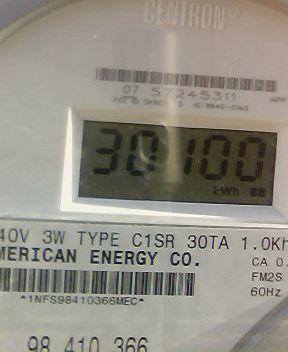 CENTRON
07 57245311
30100
kWh
40V 3W TYPE C1SR 30TA 1.0Kh
MERICAN ENERGY CO.
CA 0.
FM2S
*1NFS98410366MEC*
60Hz
98 410 366